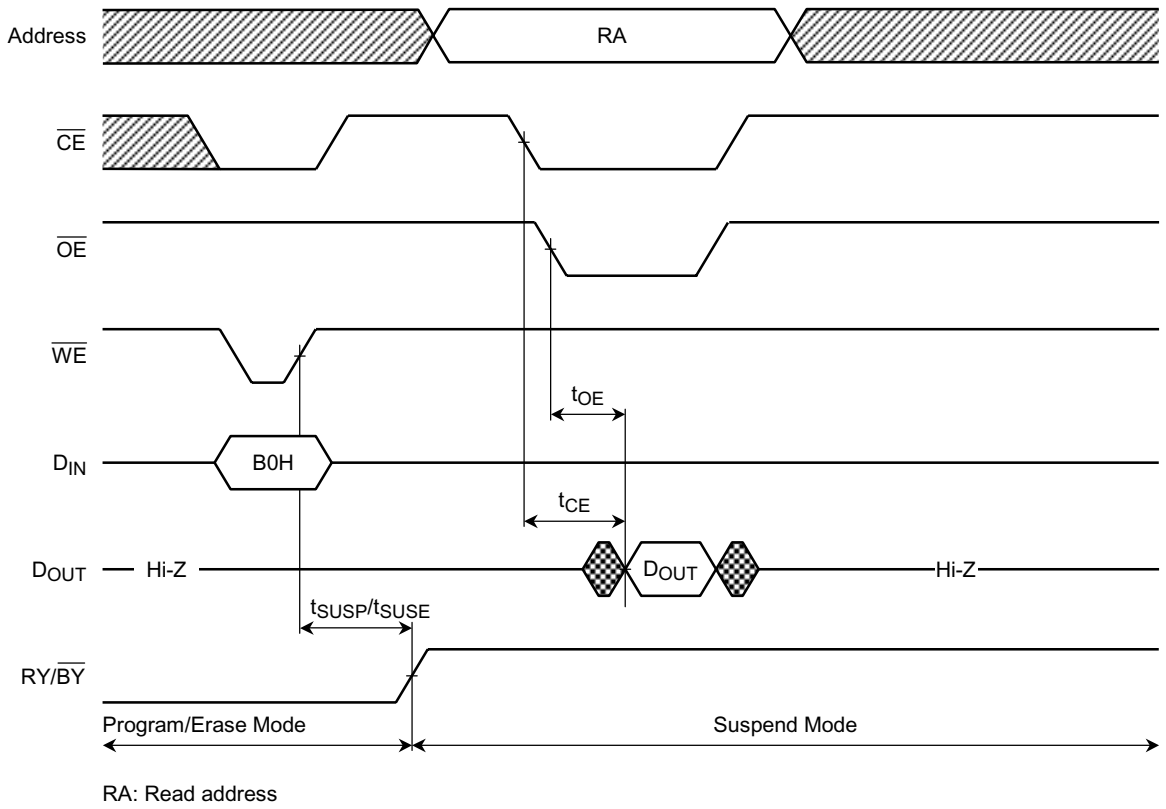 Address RA
CE
OE
WE
tOE
DIN B0H
tCE
DOUT Hi-Z DOUT Hi-Z
tSUSP/tSUSE
RY/BY
Program/Erase Mode Suspend Mode
RA: Read address